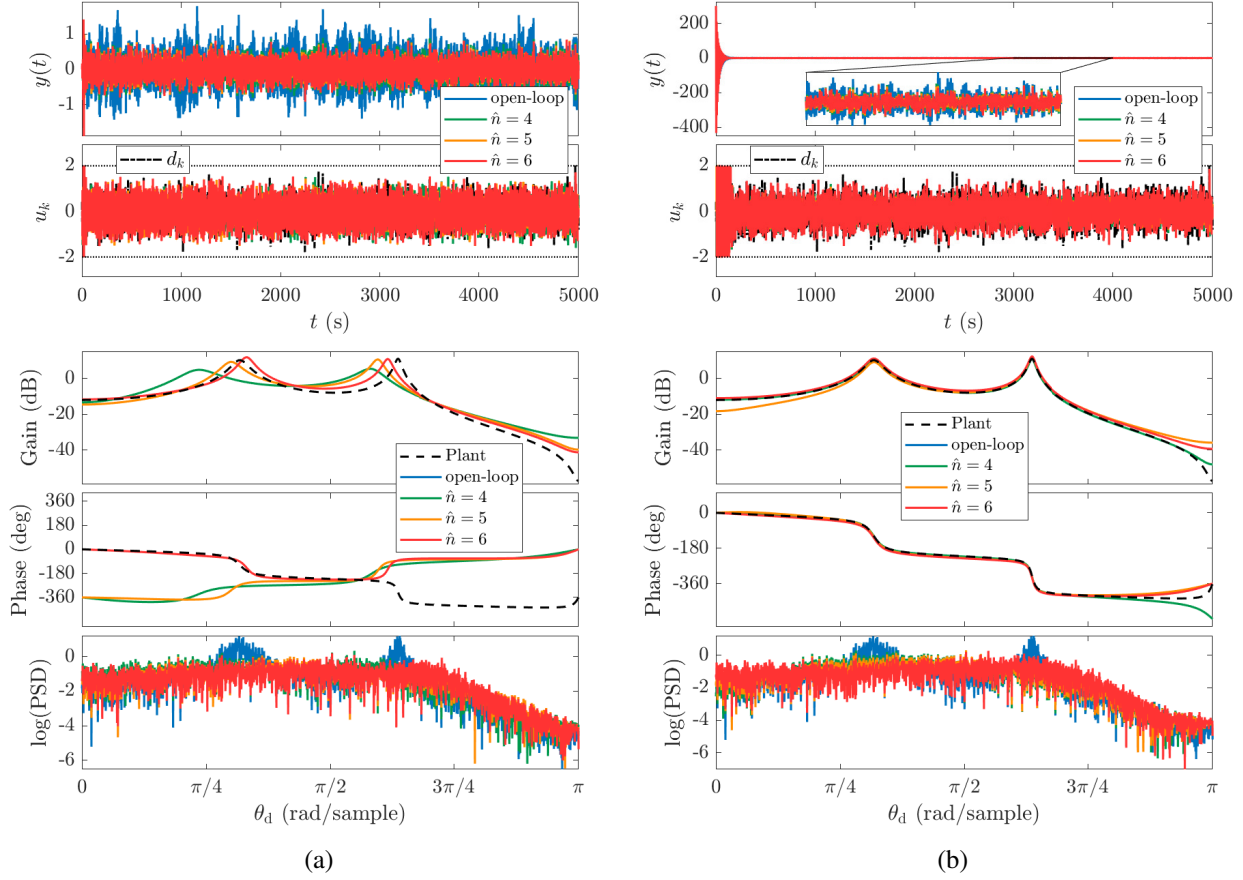 y(t)
1
0
-1
open-loop
n̂ = 4
n̂ = 5
n̂ = 6
u_k
2
0
-2
d_k
0 1000 2000 3000 4000 5000
t (s)
Gain (dB)
0
-20
-40
Plant
open-loop
n̂ = 4
n̂ = 5
n̂ = 6
Phase (deg)
360
180
0
-180
-360
log(PSD)
0
-2
-4
-6
0 π/4 π/2 3π/4 π
θ_d (rad/sample)
(a)
y(t)
200
0
-200
-400
open-loop
n̂ = 4
n̂ = 5
n̂ = 6
u_k
2
0
-2
d_k
0 1000 2000 3000 4000 5000
t (s)
Gain (dB)
0
-20
-40
Plant
open-loop
n̂ = 4
n̂ = 5
n̂ = 6
Phase (deg)
0
-180
-360
log(PSD)
0
-2
-4
-6
0 π/4 π/2 3π/4 π
θ_d (rad/sample)
(b)